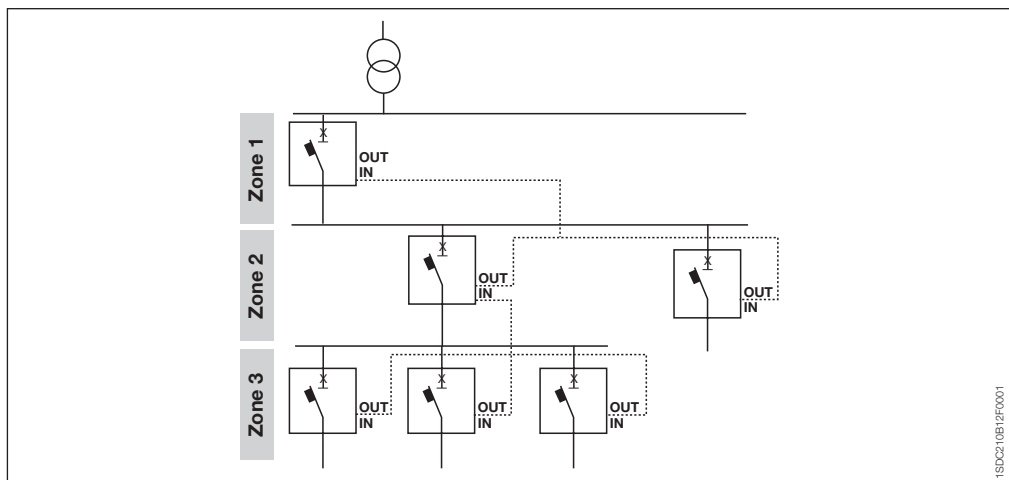 Zone 1
OUT
IN
Zone 2
OUT
IN
OUT
IN
Zone 3
OUT
IN
OUT
IN
OUT
IN
1SDC210B12F0001